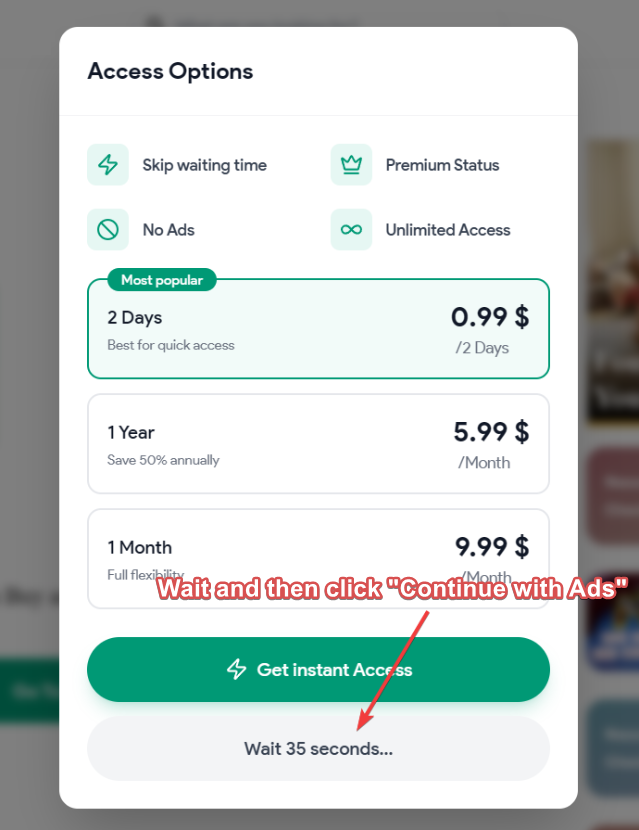 Access Options
Skip waiting time
Premium Status
No Ads
Unlimited Access
Most popular
2 Days
0.99 $
Best for quick access
/2 Days
1 Year
5.99 $
Save 50% annually
/Month
1 Month
9.99 $
Full flexibility
/Month
Wait and then click "Continue with Ads"
Get instant Access
Wait 35 seconds...